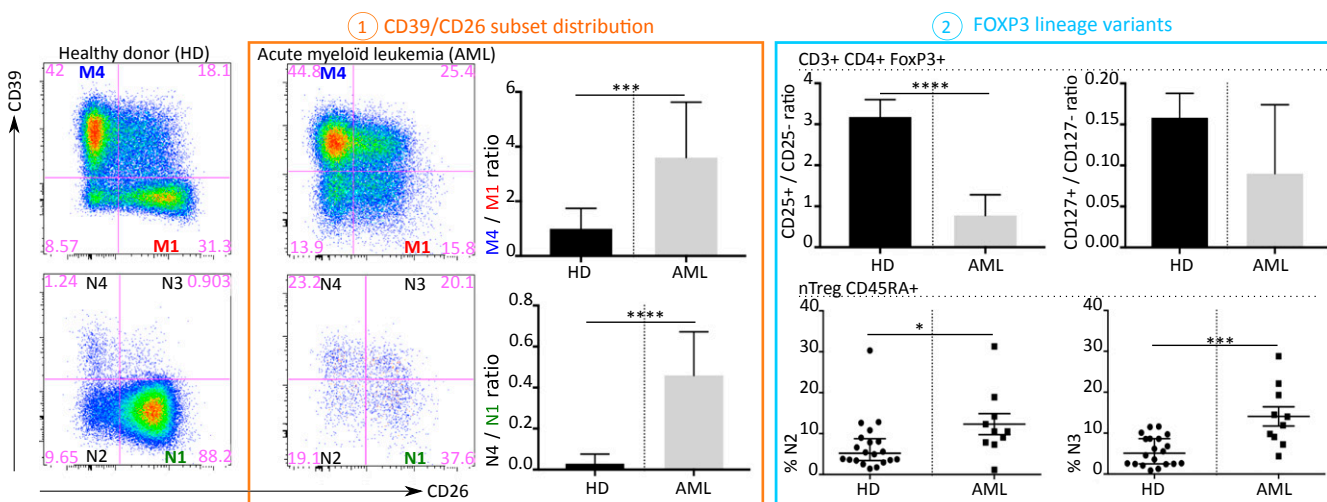 1 CD39/CD26 subset distribution
2 FOXP3 lineage variants
Healthy donor (HD)
Acute myeloïd leukemia (AML)
CD3+ CD4+ FoxP3+
CD39
42 M4 18.1
8.57 M1 31.3
44.8 M4 25.4
13.9 M1 15.8
M4 / M1 ratio
6
4
2
0
***
HD AML
CD25+ / CD25- ratio
4
3
2
1
0
****
HD AML
CD127+ / CD127- ratio
0.20
0.15
0.10
0.05
0.00
HD AML
1.24 N4 N3 0.903
9.65 N2 N1 88.2
23.2 N4 N3 20.1
19.1 N2 N1 37.6
CD26
N4 / N1 ratio
0.8
0.6
0.4
0.2
0.0
****
HD AML
nTreg CD45RA+
% N2
40
30
20
10
0
*
HD AML
% N3
40
30
20
10
0
***
HD AML